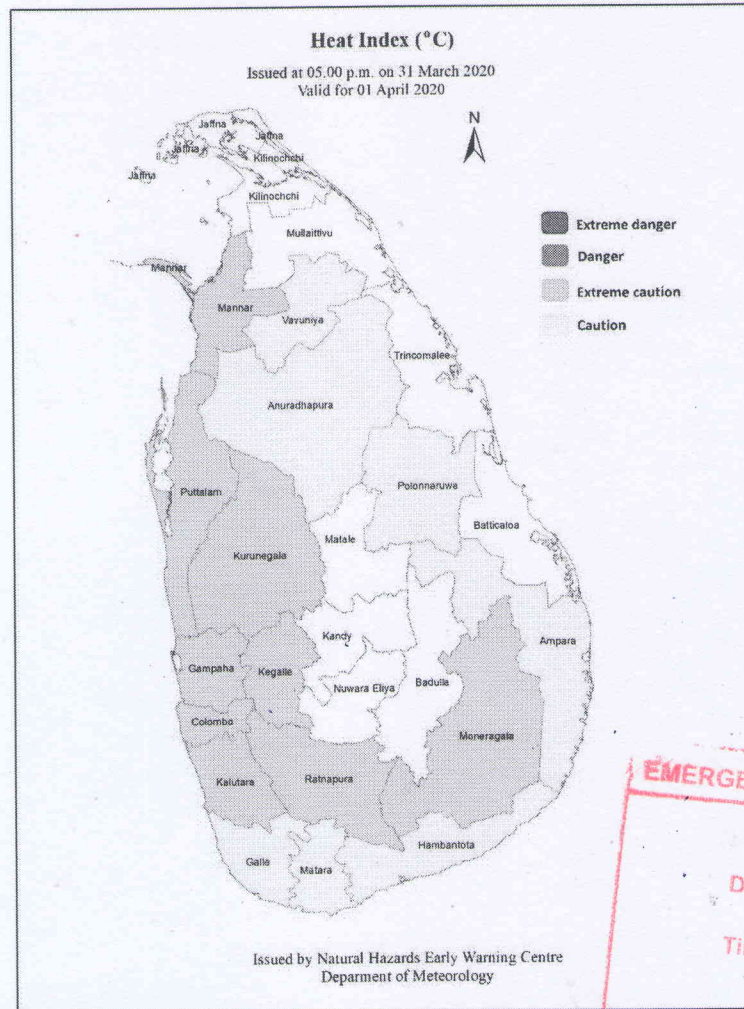 Heat Index (°C)
Issued at 05.00 p.m. on 31 March 2020
Valid for 01 April 2020
N
Jaffna
Jaffna
Jaffna
Kilinochchi
Jaffna
Kilinochchi
Mullaittivu
Extreme danger
Danger
Extreme caution
Caution
Mannar
Mannar
Vavuniya
Trincomalee
Anuradhapura
Polonnaruwa
Puttalam
Batticaloa
Matale
Kurunegala
Kandy
Ampara
Gampaha
Kegalle
Nuwara Eliya
Badulla
Colombo
Moneragala
Kalutara
Ratnapura
EMERGE
Hambantota
Galle
Matara
D
Ti
Issued by Natural Hazards Early Warning Centre
Deparment of Meteorology